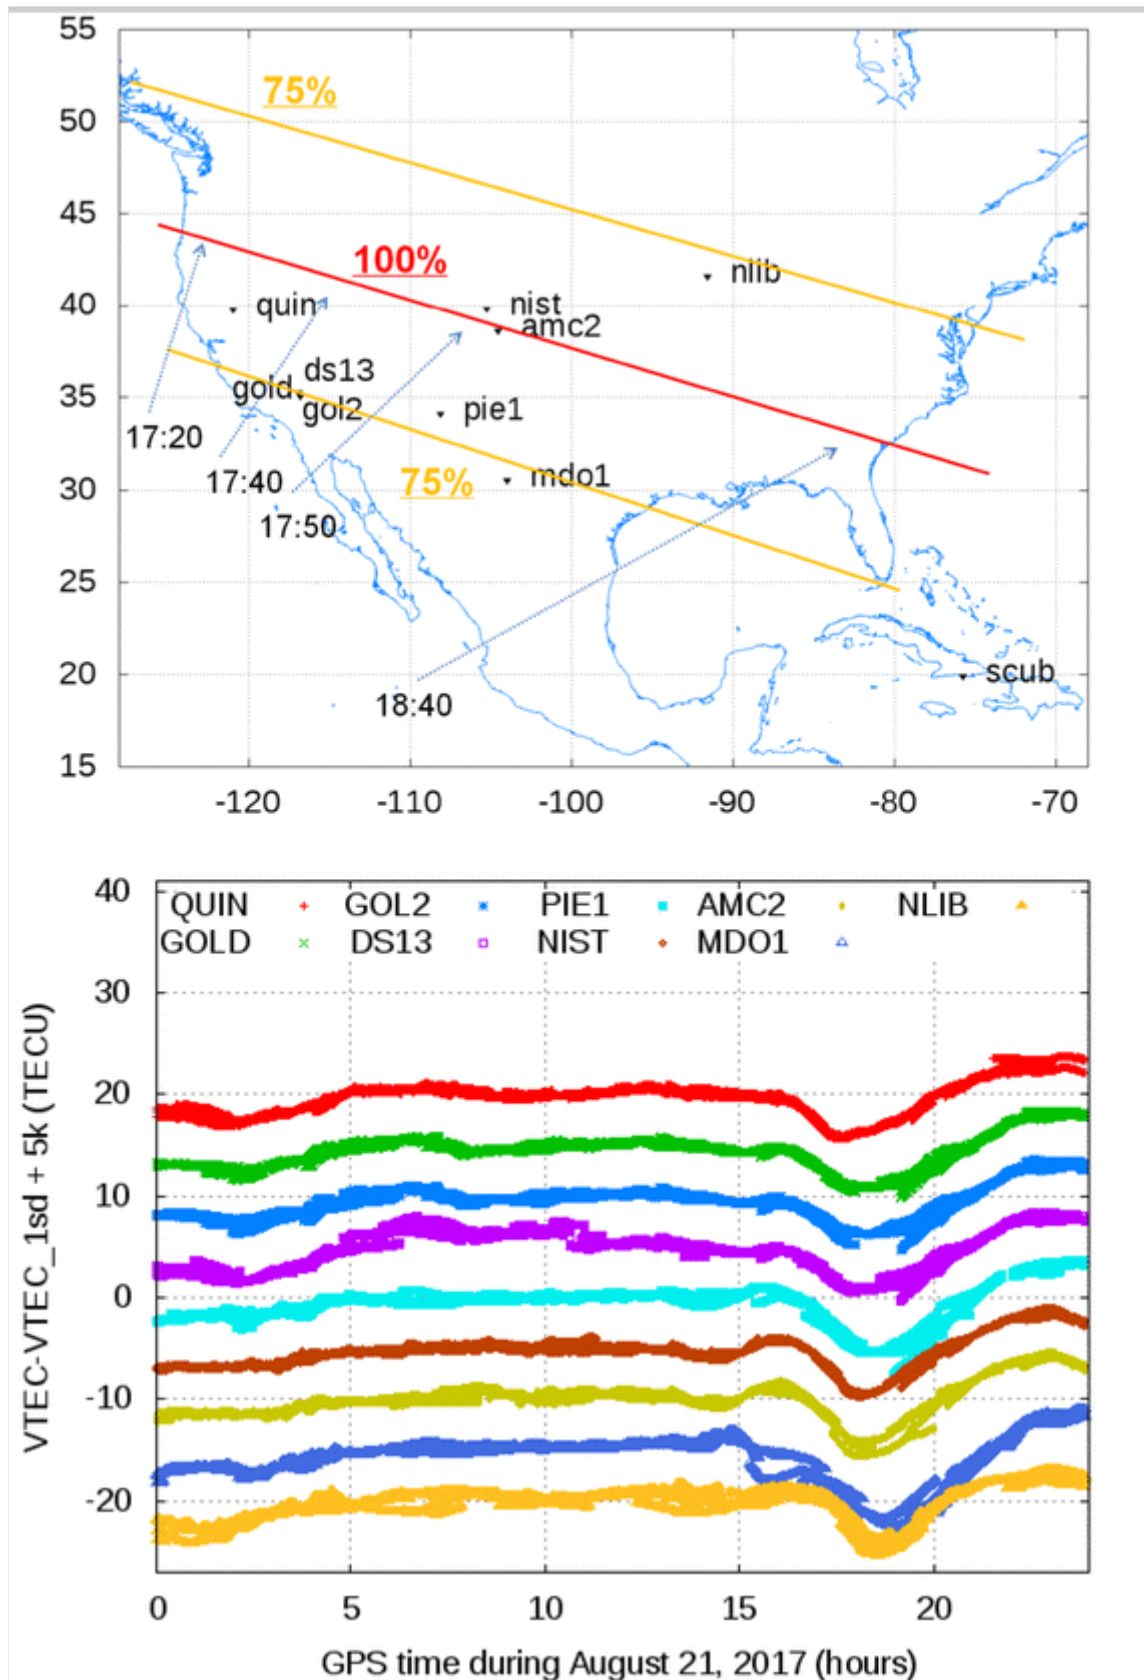 55
75%
50
45
100%
nlib
40
quin
nist
amc2
ds13
gold
35
gol2
pie1
17:20
17:40
75%
mdo1
30
17:50
25
20
scub
18:40
15
-120 -110 -100 -90 -80 -70
40
QUIN GOL2 PIE1 AMC2 NLIB
GOLD DS13 NIST MDO1
30
20
10
0
-10
-20
VTEC-VTEC_1sd + 5k (TECU)
0 5 10 15 20
GPS time during August 21, 2017 (hours)